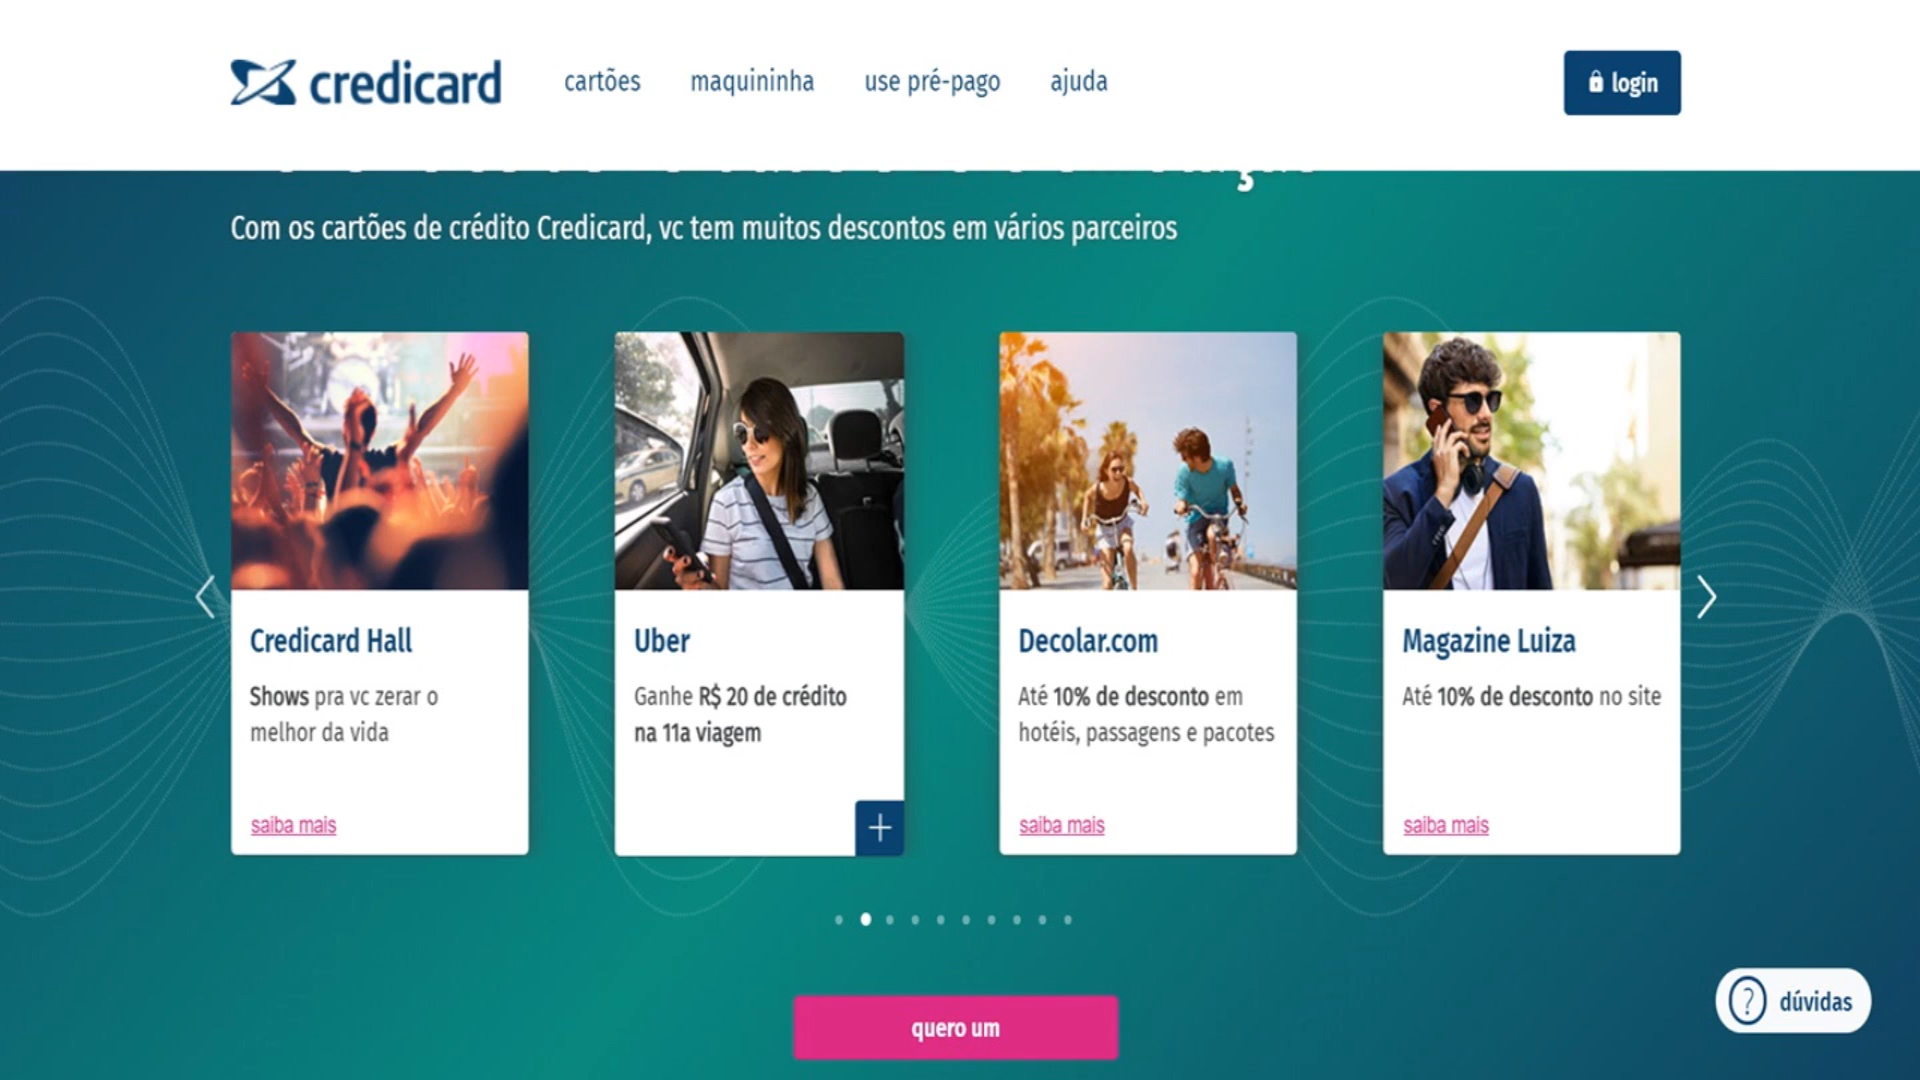 credicard
cartões
maquininha
use pré-pago
ajuda
login
Com os cartões de crédito Credicard, vc tem muitos descontos em vários parceiros
Credicard Hall
Shows pra vc zerar o
melhor da vida
saiba mais
Uber
Ganhe R$ 20 de crédito
na 11a viagem
+
Decolar.com
Até 10% de desconto em
hotéis, passagens e pacotes
saiba mais
Magazine Luiza
Até 10% de desconto no site
saiba mais
quero um
? dúvidas